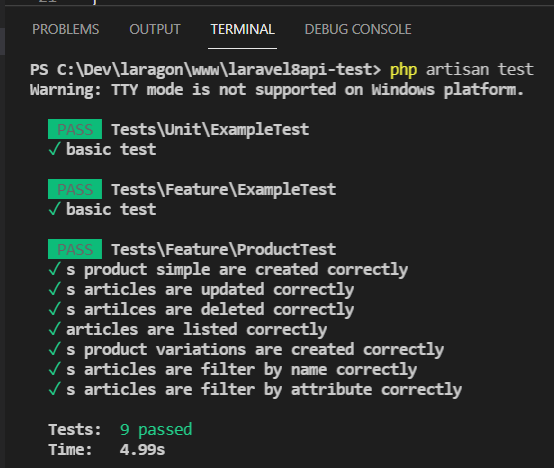 PROBLEMS OUTPUT TERMINAL DEBUG CONSOLE
PS C:\Dev\laragon\www\laravel8api-test> php artisan test
Warning: TTY mode is not supported on Windows platform.
PASS Tests\Unit\ExampleTest
✓ basic test
PASS Tests\Feature\ExampleTest
✓ basic test
PASS Tests\Feature\ProductTest
✓ s product simple are created correctly
✓ s articles are updated correctly
✓ s artilces are deleted correctly
✓ articles are listed correctly
✓ s product variations are created correctly
✓ s articles are filter by name correctly
✓ s articles are filter by attribute correctly
Tests: 9 passed
Time: 4.99s